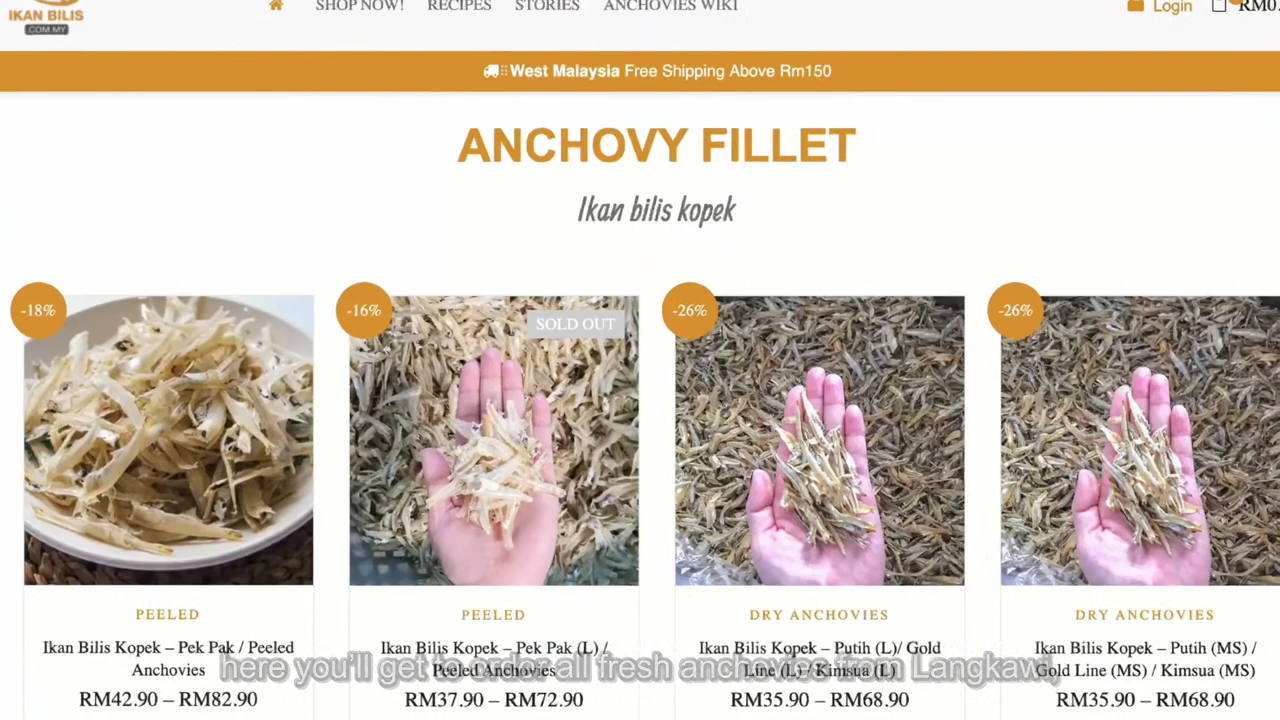 IKAN BILIS
.COM.MY
SHOP NOW!
RECIPES
STORIES
ANCHOVIES WIKI
Login
RM0.
West Malaysia Free Shipping Above Rm150
ANCHOVY FILLET
Ikan bilis kopek
-18%
-16%
SOLD OUT
-26%
-26%
PEELED
Ikan Bilis Kopek – Pek Pak / Peeled
Anchovies
RM42.90 – RM82.90
PEELED
Ikan Bilis Kopek – Pek Pak (L) /
Peeled Anchovies
RM37.90 – RM72.90
DRY ANCHOVIES
Ikan Bilis Kopek – Putih (L)/ Gold
Line (L) / Kimsua (L)
RM35.90 – RM68.90
DRY ANCHOVIES
Ikan Bilis Kopek – Putih (MS) /
Gold Line (MS) / Kimsua (MS)
RM35.90 – RM68.90
here you'll get to order all fresh anchovies from Langkawi,